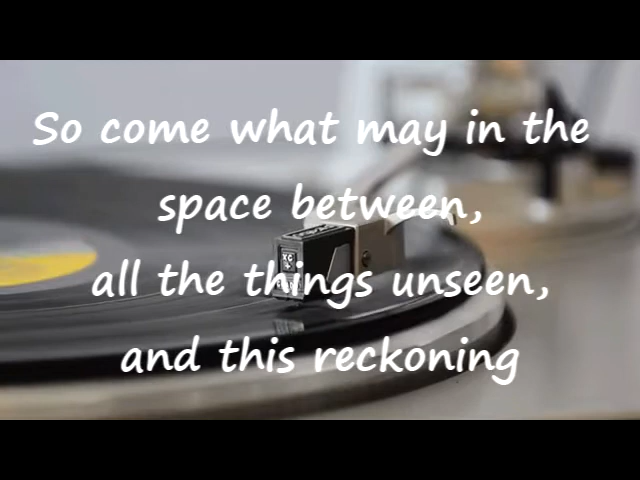 So come what may in the
space between,
all the things unseen,
and this reckoning